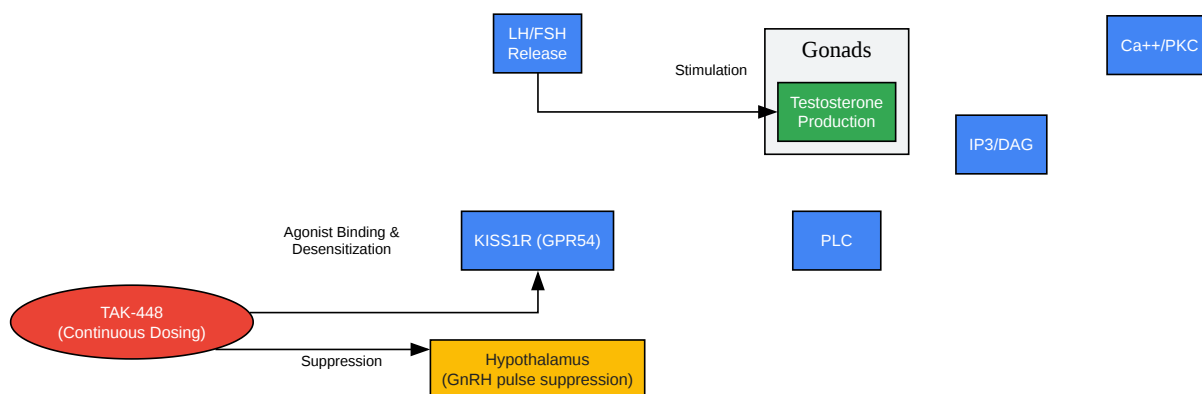 LH/FSH
Release
Stimulation
Gonads
Testosterone
Production
Ca++/PKC
IP3/DAG
Agonist Binding &
Desensitization
KISS1R (GPR54)
PLC
TAK-448
(Continuous Dosing)
Suppression
Hypothalamus
(GnRH pulse suppression)